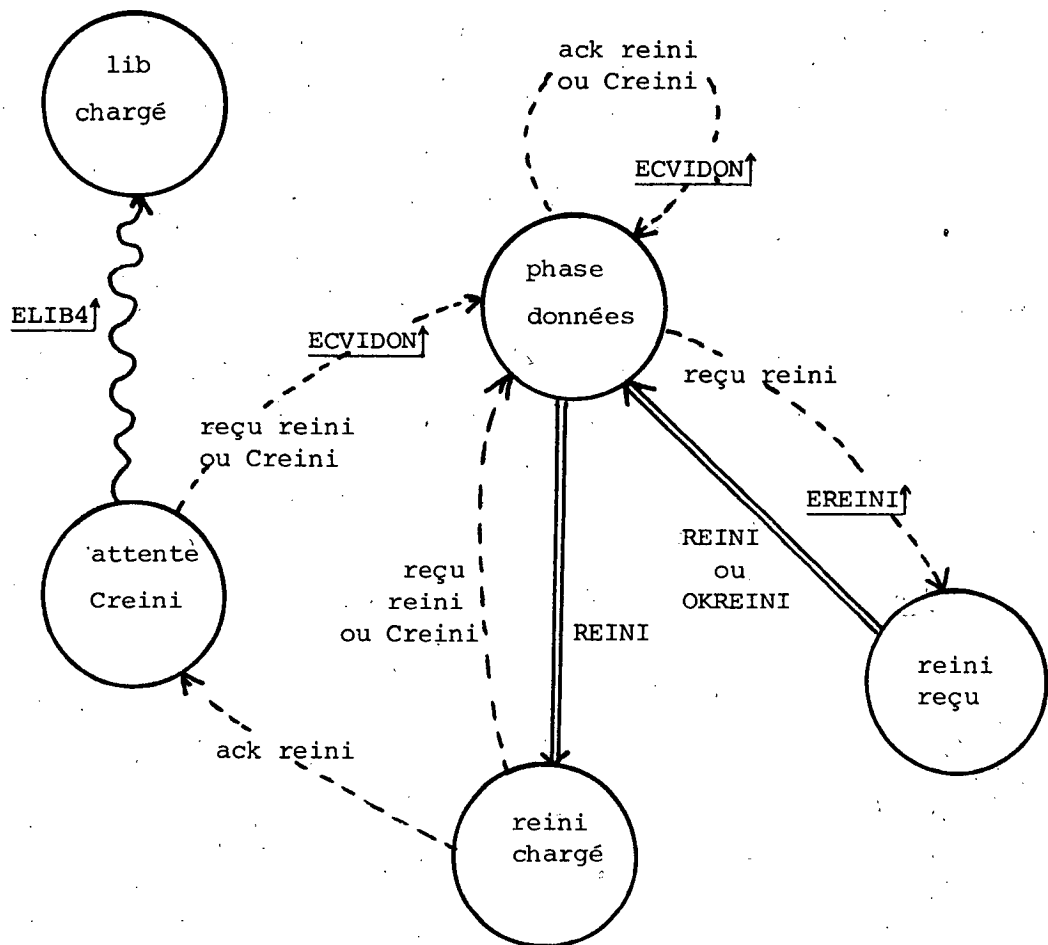 lib
chargé
ack reini
ou Creini
ECVIDON↑
phase
données
ELIB4↑
ECVIDON↑
reçu reini
reçu reini
ou Creini
EREINI↑
REINI
ou
OKREINI
attente
Creini
reçu
reini
ou Creini
REINI
reini
reçu
ack reini
reini
chargé